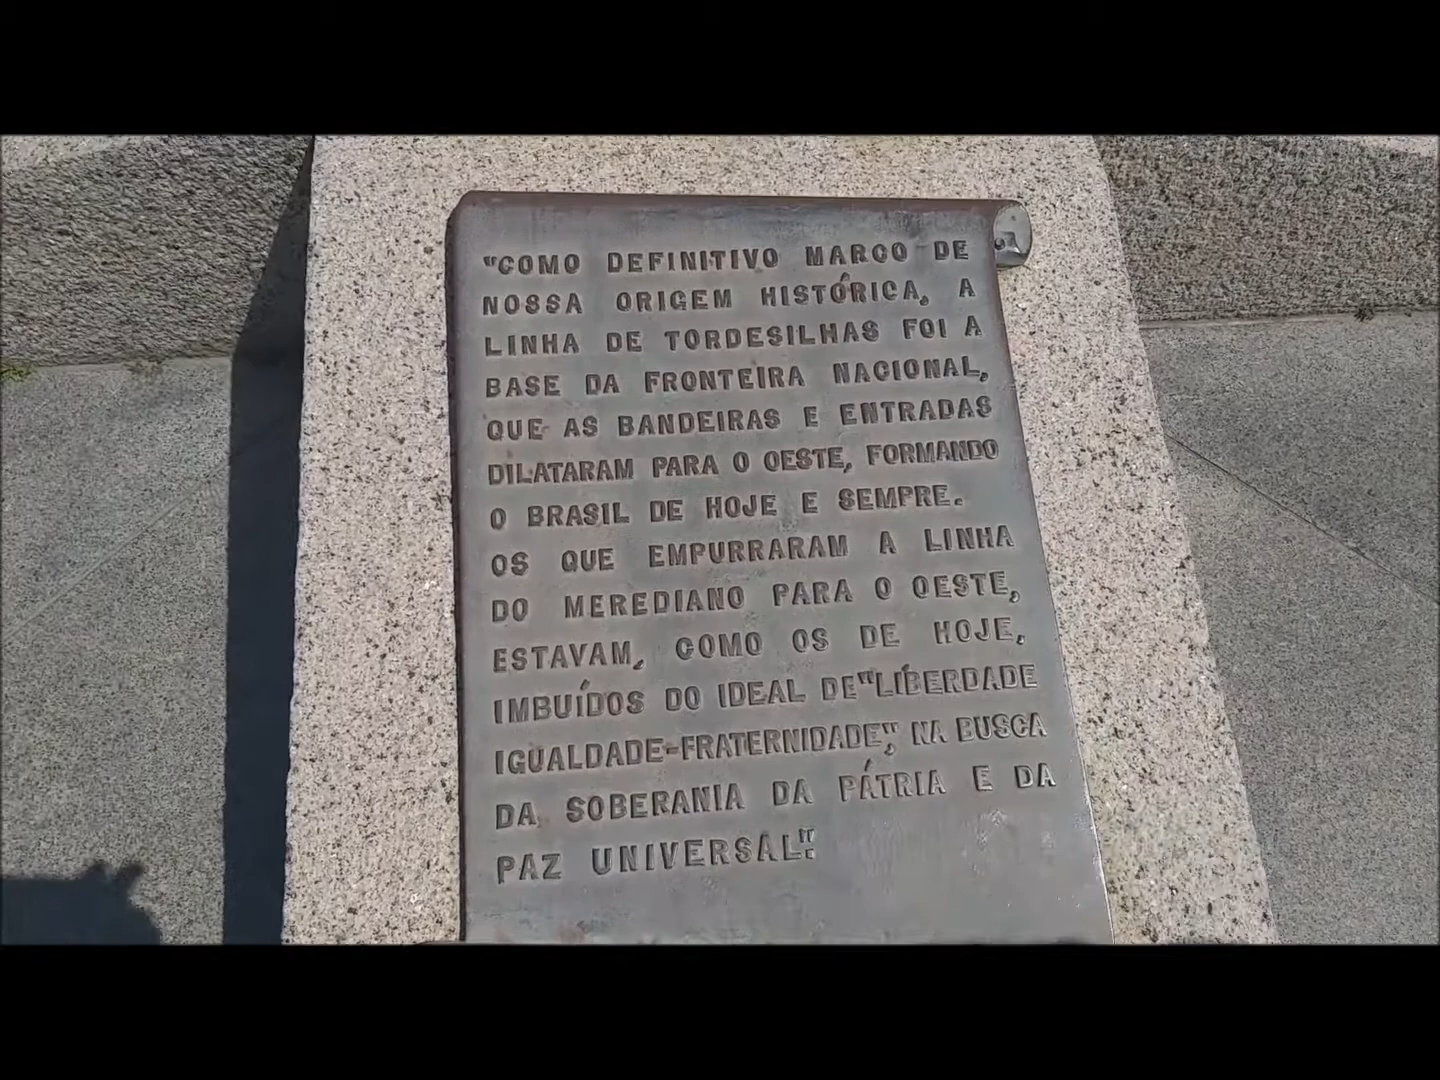 "COMO DEFINITIVO MARCO DE
NOSSA ORIGEM HISTÓRICA, A
LINHA DE TORDESILHAS FOI A
BASE DA FRONTEIRA NACIONAL,
QUE AS BANDEIRAS E ENTRADAS
DILATARAM PARA O OESTE, FORMANDO
O BRASIL DE HOJE E SEMPRE.
OS QUE EMPURRARAM A LINHA
DO MEREDIANO PARA O OESTE,
ESTAVAM, COMO OS DE HOJE,
IMBUÍDOS DO IDEAL DE "LÍBERDADE
IGUALDADE-FRATERNIDADE", NA BUSCA
DA SOBERANIA DA PÁTRIA E DA
PAZ UNIVERSAL".